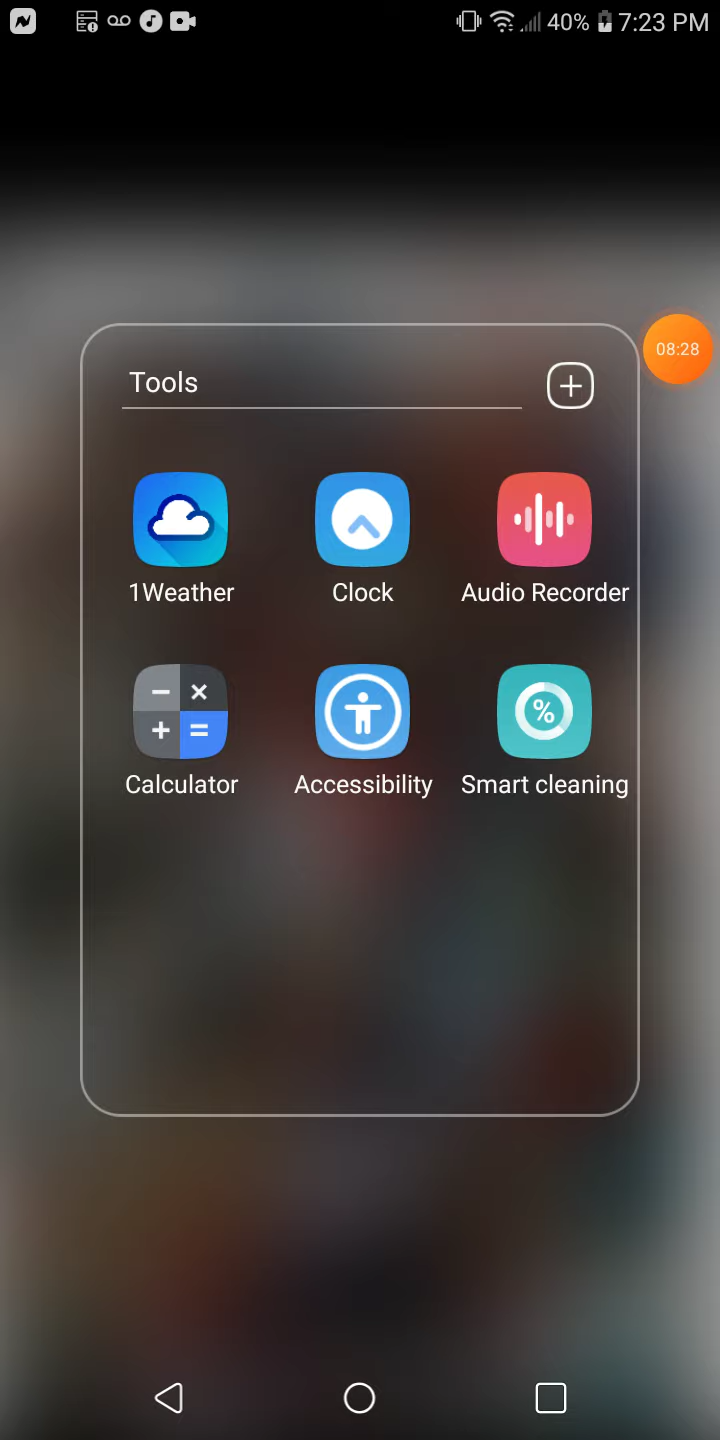 40% 7:23 PM
08:28
Tools
1Weather Clock Audio Recorder
Calculator Accessibility Smart cleaning